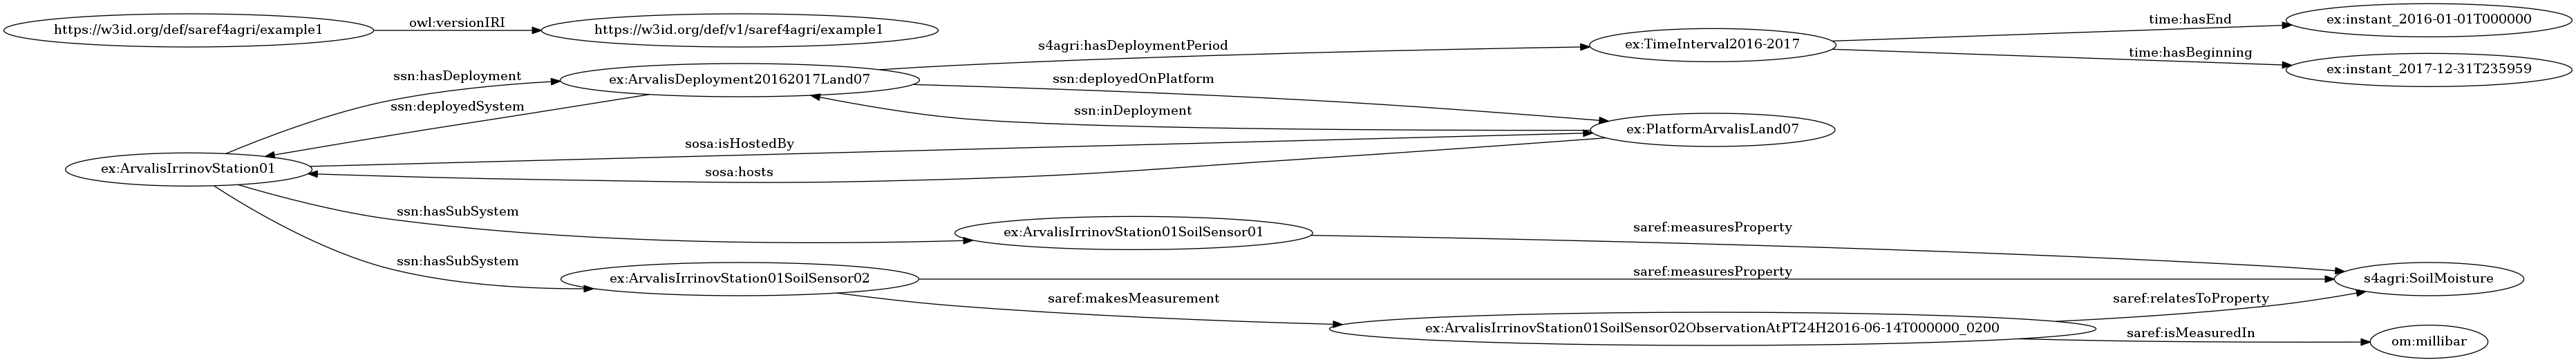 https://w3id.org/def/saref4agri/example1
owl:versionIRI
https://w3id.org/def/v1/saref4agri/example1
ex:ArvalisIrrinovStation01
ssn:hasDeployment
ssn:deployedSystem
ex:ArvalisDeployment20162017Land07
s4agri:hasDeploymentPeriod
ssn:deployedOnPlatform
ssn:inDeployment
sosa:isHostedBy
sosa:hosts
ex:TimeInterval2016-2017
ex:PlatformArvalisLand07
time:hasEnd
time:hasBeginning
ex:instant_2016-01-01T000000
ex:instant_2017-12-31T235959
ssn:hasSubSystem
ssn:hasSubSystem
ex:ArvalisIrrinovStation01SoilSensor01
ex:ArvalisIrrinovStation01SoilSensor02
saref:measuresProperty
saref:measuresProperty
saref:makesMeasurement
ex:ArvalisIrrinovStation01SoilSensor02ObservationAtPT24H2016-06-14T000000_0200
saref:relatesToProperty
saref:isMeasuredIn
s4agri:SoilMoisture
om:millibar